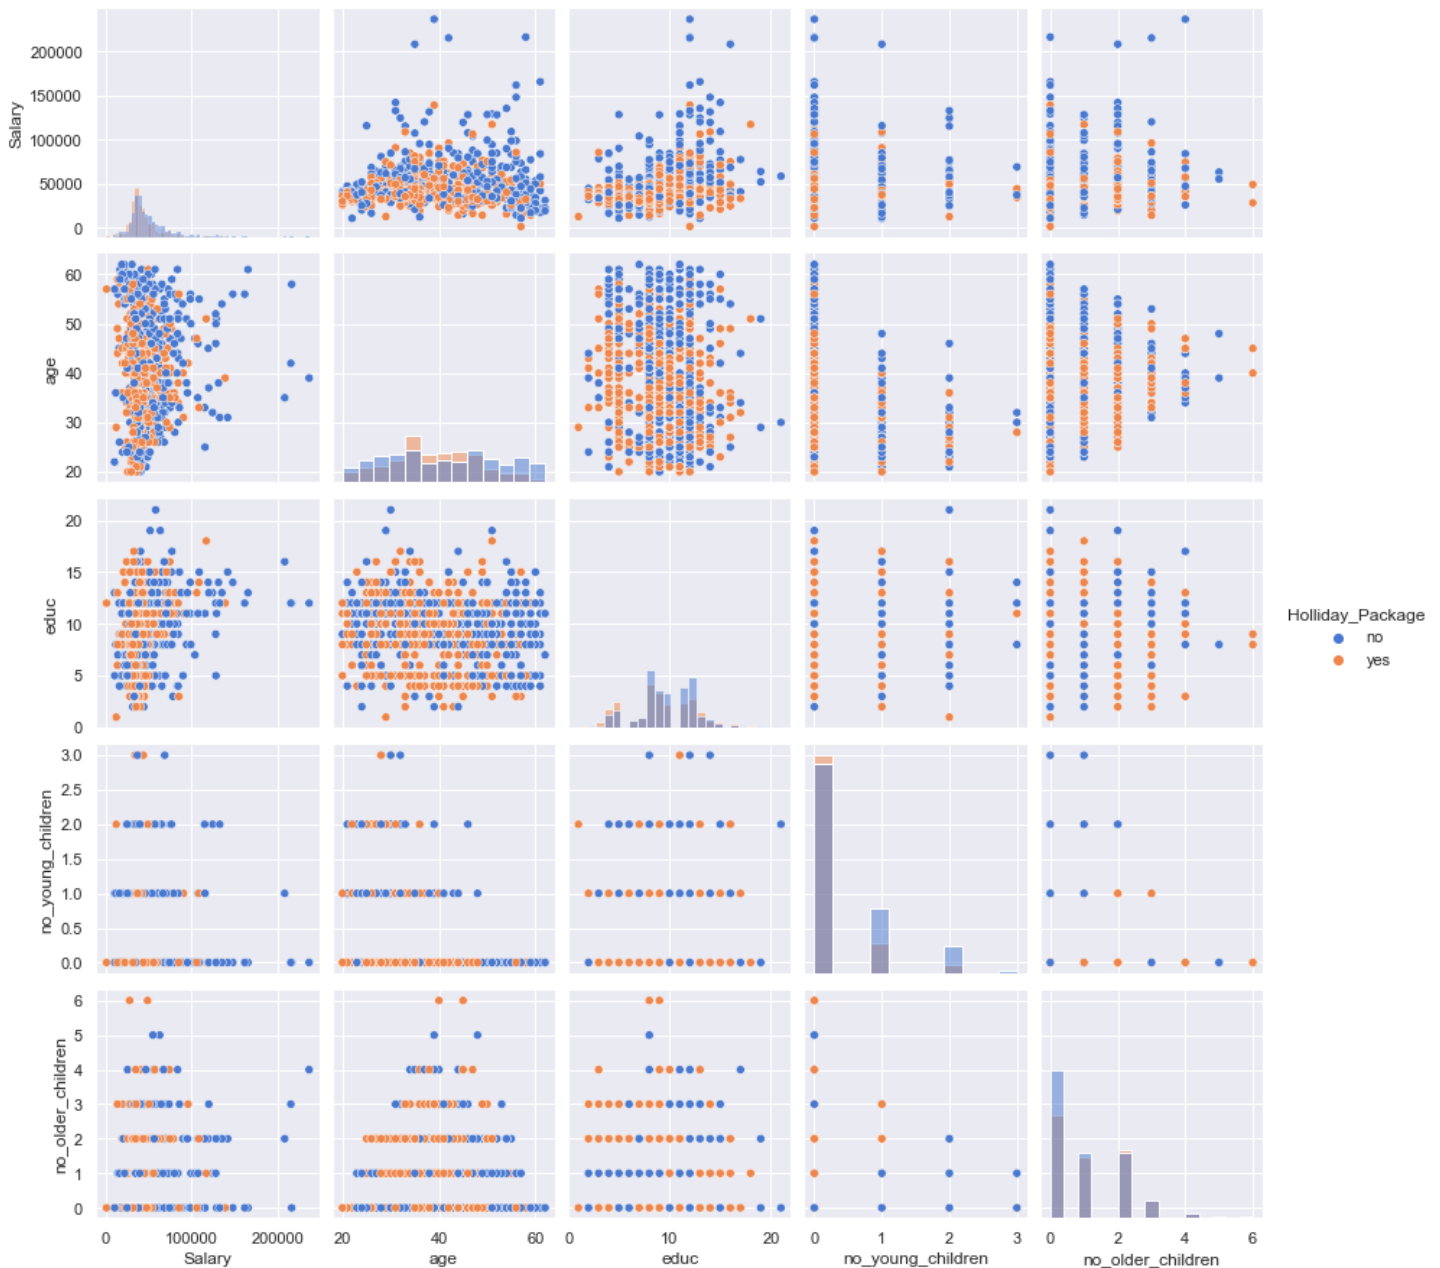 200000
150000
100000
50000
0
Salary
60
50
40
30
20
age
20
15
10
5
0
educ
Holliday_Package
no
yes
3.0
2.5
2.0
1.5
1.0
0.5
0.0
no_young_children
6
5
4
3
2
1
0
no_older_children
0 100000 200000 20 40 60 0 10 20 0 1 2 3 0 2 4 6
Salary age educ no_young_children no_older_children